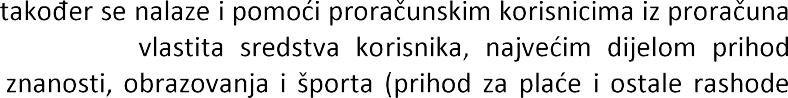 također se nalaze i pomoći proračunskim korisnicima iz proračuna
vlastita sredstva korisnika, najvećim dijelom prihod
znanosti, obrazovanja i športa (prihod za plaće i ostale rashode